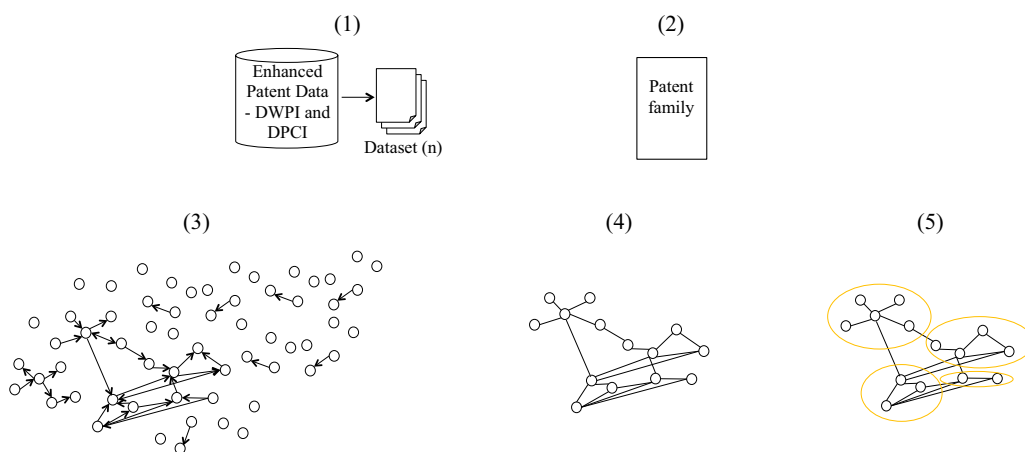 (1)
(2)
Enhanced
Patent Data
- DWPI and
DPCI
Dataset (n)
Patent
family
(3)
(4)
(5)